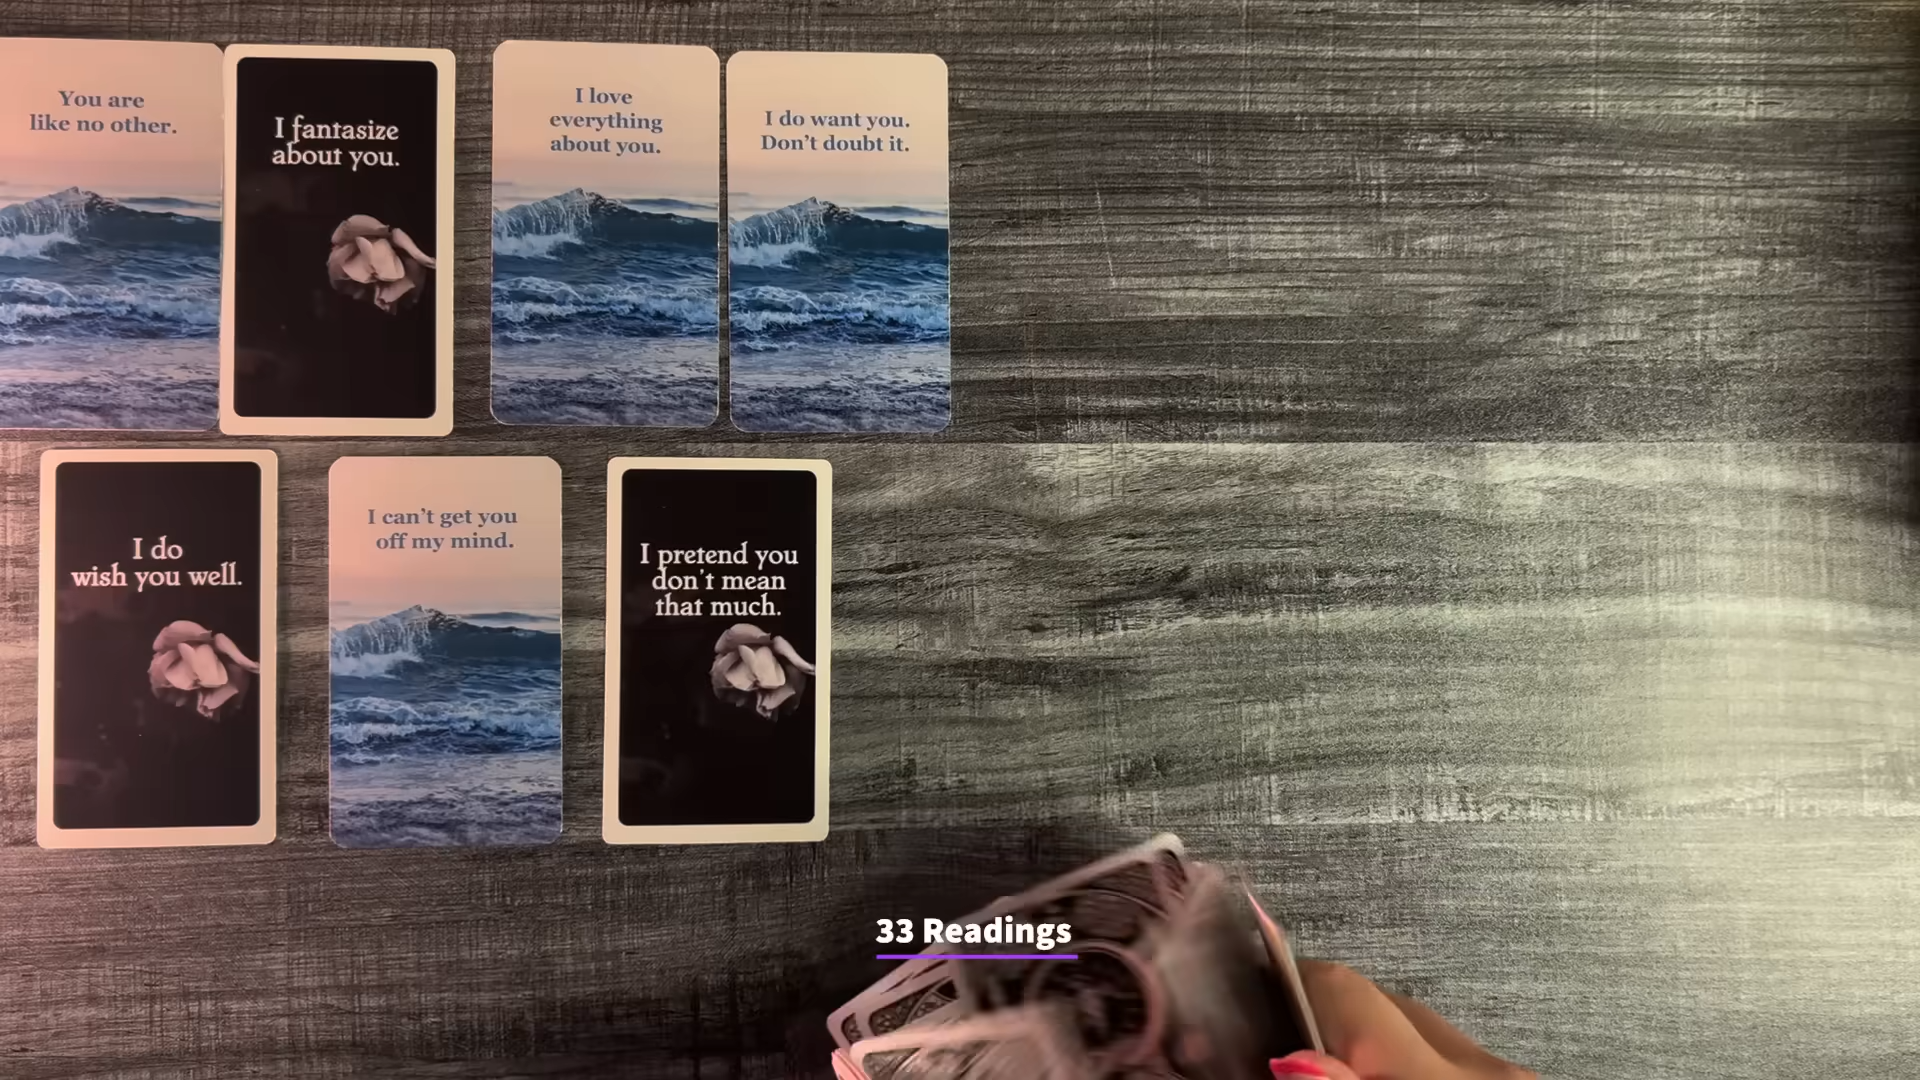 You are
like no other.
I fantasize
about you.
I love
everything
about you.
I do want you.
Don't doubt it.
I do
wish you well.
I can't get you
off my mind.
I pretend you
don't mean
that much.
33 Readings